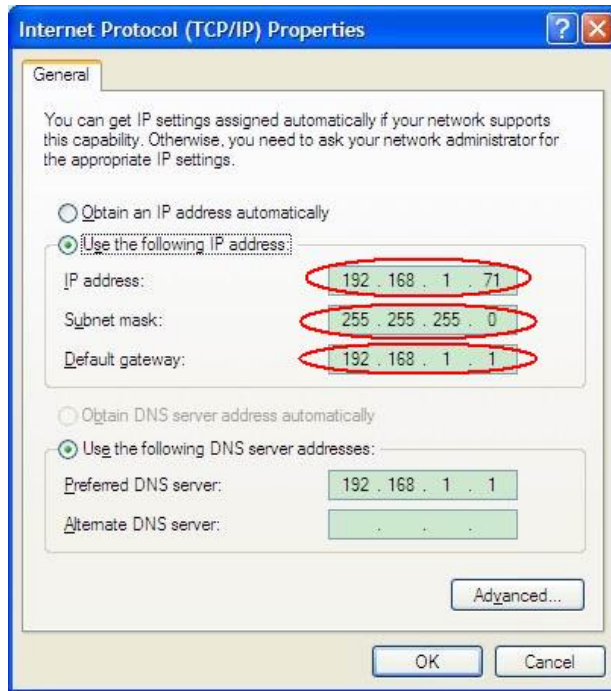 Internet Protocol (TCP/IP) Properties
General
You can get IP settings assigned automatically if your network supports
this capability. Otherwise, you need to ask your network administrator for
the appropriate IP settings.
Obtain an IP address automatically
Use the following IP address:
IP address: 192 . 168 . 1 . 71
Subnet mask: 255 . 255 . 255 . 0
Default gateway: 192 . 168 . 1 . 1
Obtain DNS server address automatically
Use the following DNS server addresses:
Preferred DNS server: 192 . 168 . 1 . 1
Alternate DNS server: . . .
Advanced...
OK Cancel